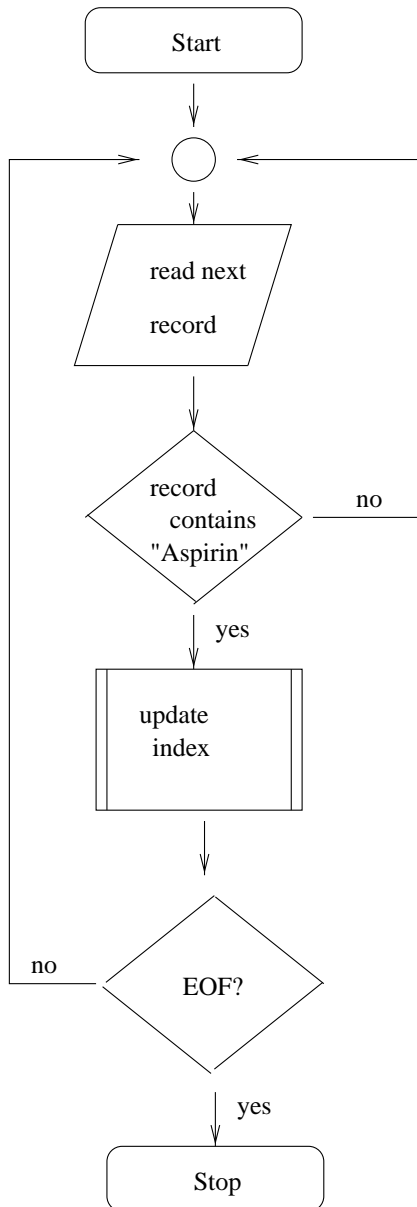 Start
read next
record
record
contains
"Aspirin"
no
yes
update
index
no
EOF?
yes
Stop